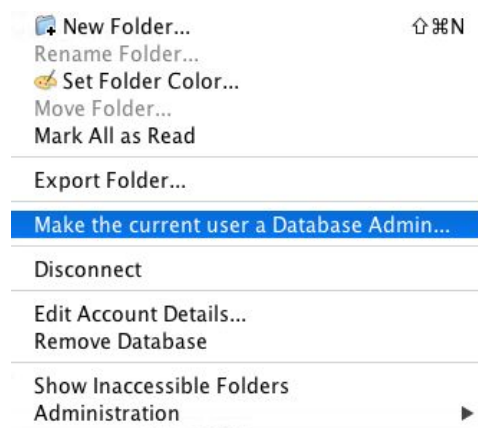 New Folder... ⇧⌘N
Rename Folder...
Set Folder Color...
Move Folder...
Mark All as Read
Export Folder...
Make the current user a Database Admin...
Disconnect
Edit Account Details...
Remove Database
Show Inaccessible Folders
Administration ▶